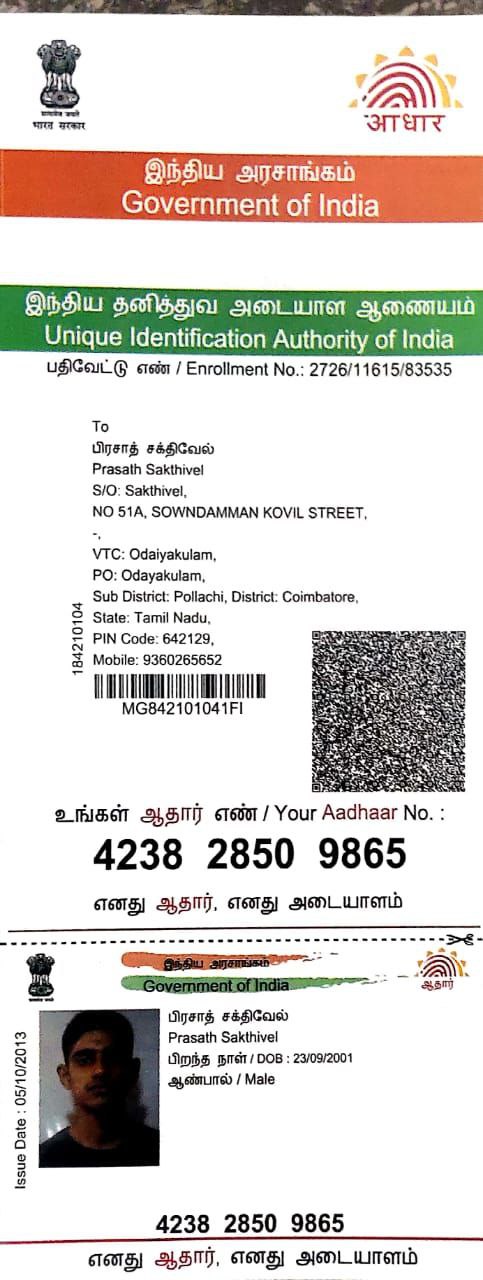 भारत सरकार
आधार
இந்திய அரசாங்கம்
Government of India
இந்திய தனித்துவ அடையாள ஆணையம்
Unique Identification Authority of India
பதிவேட்டு எண் / Enrollment No.: 2726/11615/83535
To
பிரசாத் சக்திவேல்
Prasath Sakthivel
S/O: Sakthivel,
NO 51A, SOWNDAMMAN KOVIL STREET,
-,
VTC: Odaiyakulam,
PO: Odayakulam,
Sub District: Pollachi, District: Coimbatore,
State: Tamil Nadu,
PIN Code: 642129,
Mobile: 9360265652
184210104
MG842101041FI
உங்கள் ஆதார் எண் / Your Aadhaar No. :
4238 2850 9865
எனது ஆதார், எனது அடையாளம்
இந்திய அரசாங்கம்
Government of India
ஆதார்
Issue Date : 05/10/2013
பிரசாத் சக்திவேல்
Prasath Sakthivel
பிறந்த நாள் / DOB : 23/09/2001
ஆண்பால் / Male
4238 2850 9865
எனது ஆதார், எனது அடையாளம்